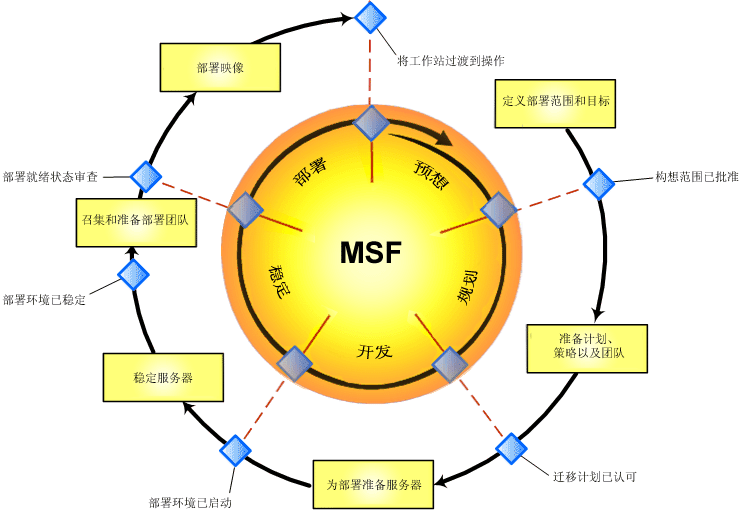 将工作站过渡到操作
部署映像
定义部署范围和目标
部署就绪状态审查
部署
预想
构想范围已批准
召集和准备部署团队
MSF
稳定
规划
部署环境已稳定
准备计划、
策略以及团队
开发
稳定服务器
迁移计划已认可
为部署准备服务器
部署环境已启动